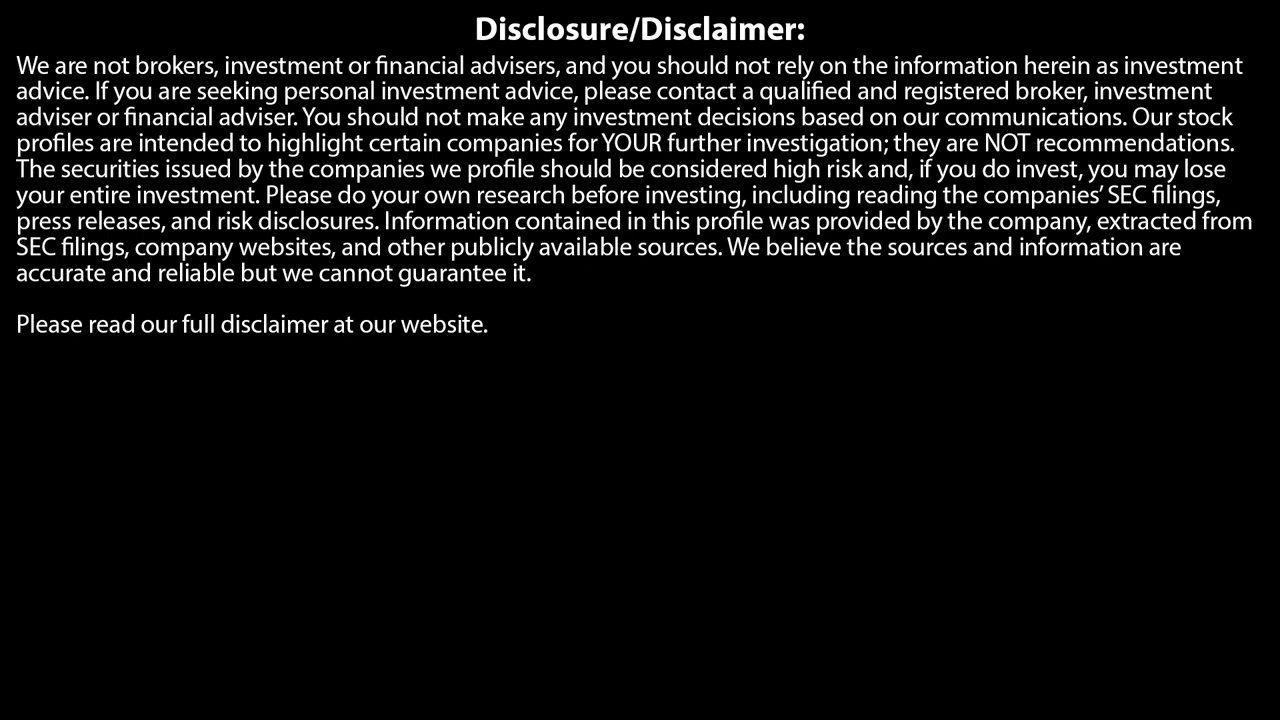 Disclosure/Disclaimer:
We are not brokers, investment or financial advisers, and you should not rely on the information herein as investment
advice. If you are seeking personal investment advice, please contact a qualified and registered broker, investment
adviser or financial adviser. You should not make any investment decisions based on our communications. Our stock
profiles are intended to highlight certain companies for YOUR further investigation; they are NOT recommendations.
The securities issued by the companies we profile should be considered high risk and, if you do invest, you may lose
your entire investment. Please do your own research before investing, including reading the companies’ SEC filings,
press releases, and risk disclosures. Information contained in this profile was provided by the company, extracted from
SEC filings, company websites, and other publicly available sources. We believe the sources and information are
accurate and reliable but we cannot guarantee it.
Please read our full disclaimer at our website.